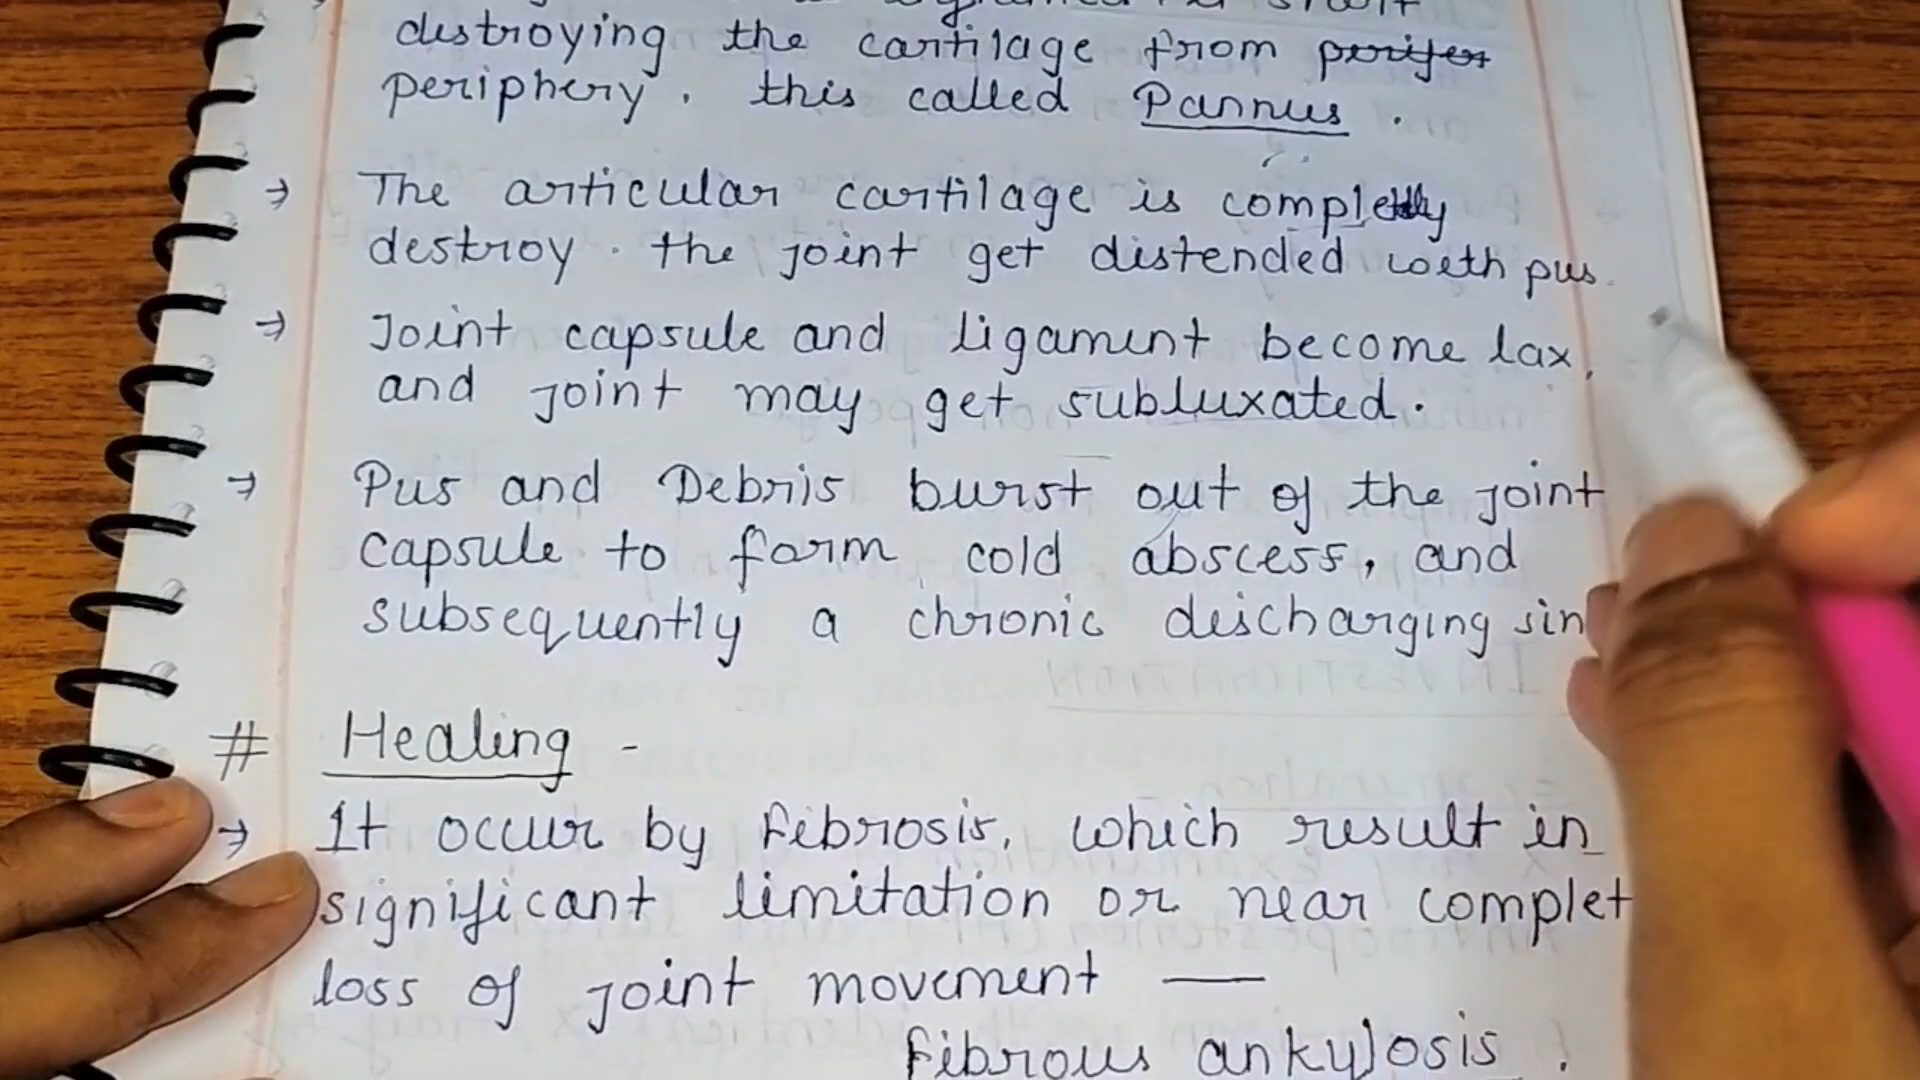 destroying the cartilage from perifer
periphery. this called Pannus.
→ The articular cartilage is completly
destroy. the joint get distended with pus.
→ Joint capsule and ligament become lax,
and joint may get subluxated.
→ Pus and Debris burst out of the joint
capsule to form cold abscess, and
subsequently a chronic discharging sin
# Healing -
→ It occur by fibrosis, which result in
significant limitation or near complet
loss of joint movement —
fibrous ankylosis.